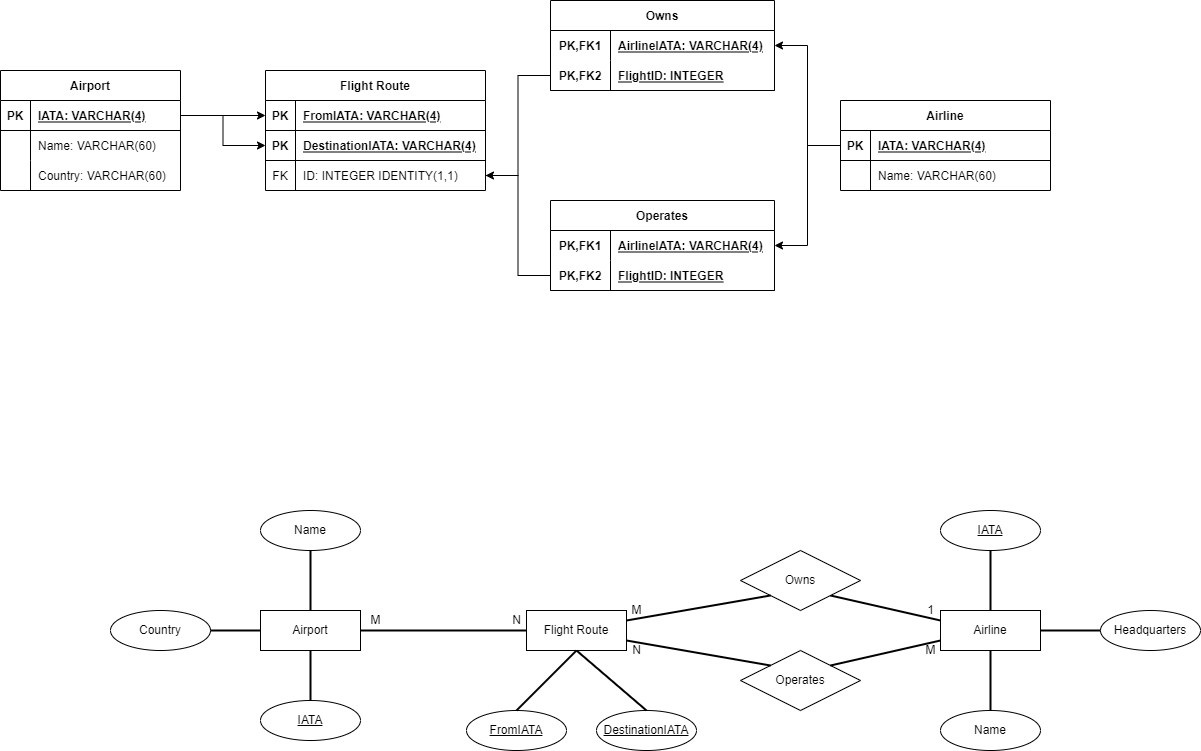 Owns
PK,FK1 AirlineIATA: VARCHAR(4)
PK,FK2 FlightID: INTEGER
Airport
PK IATA: VARCHAR(4)
Name: VARCHAR(60)
Country: VARCHAR(60)
Flight Route
PK FromIATA: VARCHAR(4)
PK DestinationIATA: VARCHAR(4)
FK ID: INTEGER IDENTITY(1,1)
Airline
PK IATA: VARCHAR(4)
Name: VARCHAR(60)
Operates
PK,FK1 AirlineIATA: VARCHAR(4)
PK,FK2 FlightID: INTEGER
Name
IATA
Owns
Country
Airport
M
N
Flight Route
M
N
1
M
Airline
Headquarters
Operates
IATA
FromIATA
DestinationIATA
Name